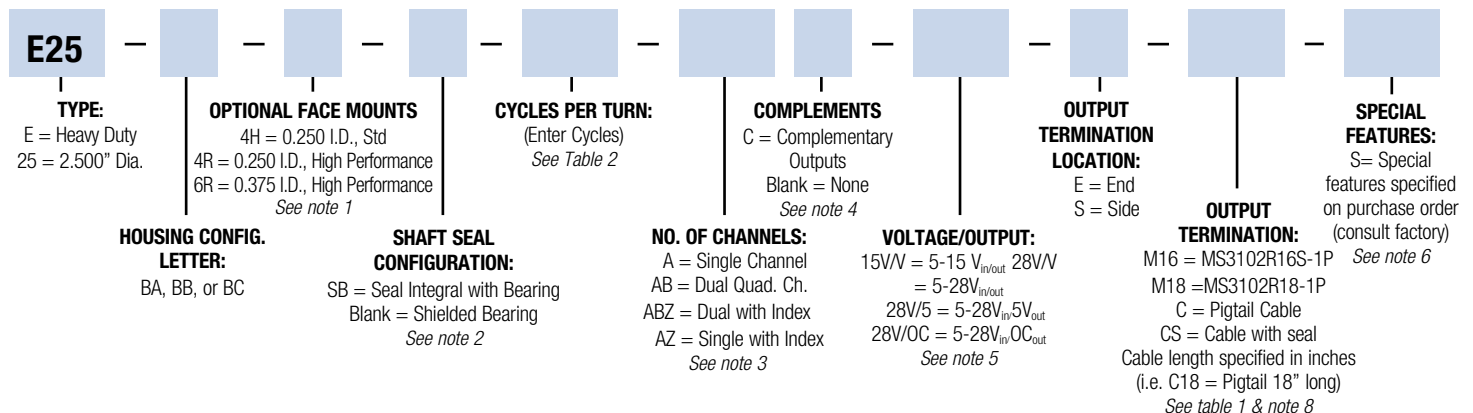 E25 – – – – – – – –
TYPE:
E = Heavy Duty
25 = 2.500” Dia.
HOUSING CONFIG.
LETTER:
BA, BB, or BC
OPTIONAL FACE MOUNTS
4H = 0.250 I.D., Std
4R = 0.250 I.D., High Performance
6R = 0.375 I.D., High Performance
See note 1
SHAFT SEAL
CONFIGURATION:
SB = Seal Integral with Bearing
Blank = Shielded Bearing
See note 2
CYCLES PER TURN:
(Enter Cycles)
See Table 2
NO. OF CHANNELS:
A = Single Channel
AB = Dual Quad. Ch.
ABZ = Dual with Index
AZ = Single with Index
See note 3
COMPLEMENTS
C = Complementary
Outputs
Blank = None
See note 4
VOLTAGE/OUTPUT:
15V/V = 5-15 Vin/out 28V/V
= 5-28Vin/out
28V/5 = 5-28Vin/5Vout
28V/OC = 5-28Vin/OCout
See note 5
OUTPUT
TERMINATION
LOCATION:
E = End
S = Side
OUTPUT
TERMINATION:
M16 = MS3102R16S-1P
M18 =MS3102R18-1P
C = Pigtail Cable
CS = Cable with seal
Cable length specified in inches
(i.e. C18 = Pigtail 18” long)
See table 1 & note 8
SPECIAL
FEATURES:
S= Special
features specified
on purchase order
(consult factory)
See note 6